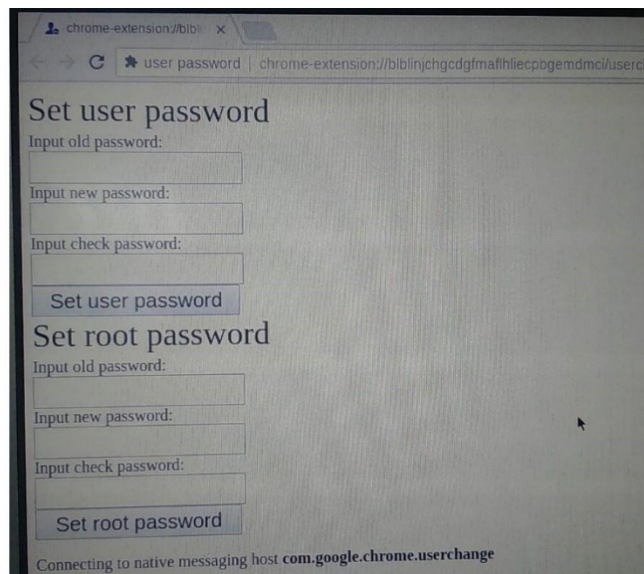 chrome-extension://blbl
user password | chrome-extension://blblinjchgcdgfmaflhliecpbgemdmci/userc
Set user password
Input old password:
Input new password:
Input check password:
Set user password
Set root password
Input old password:
Input new password:
Input check password:
Set root password
Connecting to native messaging host com.google.chrome.userchange